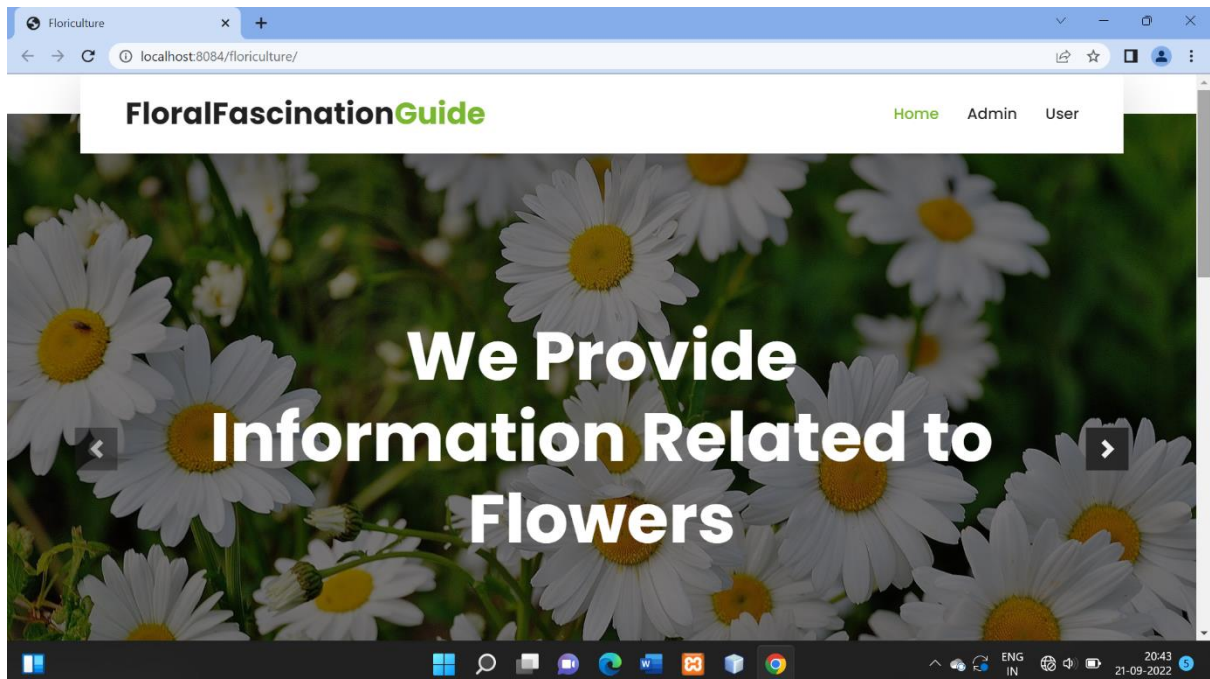 Floriculture
localhost:8084/floriculture/
FloralFascinationGuide
Home Admin User
We Provide
Information Related to
Flowers
ENG
IN
20:43
21-09-2022
5